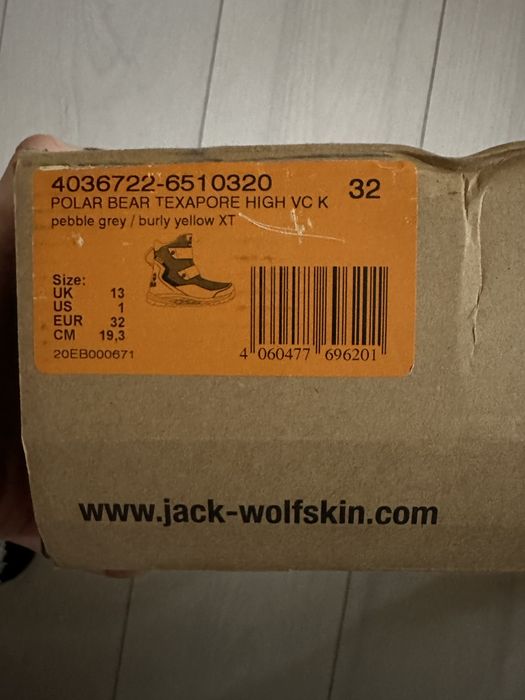 4036722-6510320 32
POLAR BEAR TEXAPORE HIGH VC K
pebble grey / burly yellow XT
Size:
UK 13
US 1
EUR 32
CM 19,3
20EB000671
4 060477 696201
www.jack-wolfskin.com